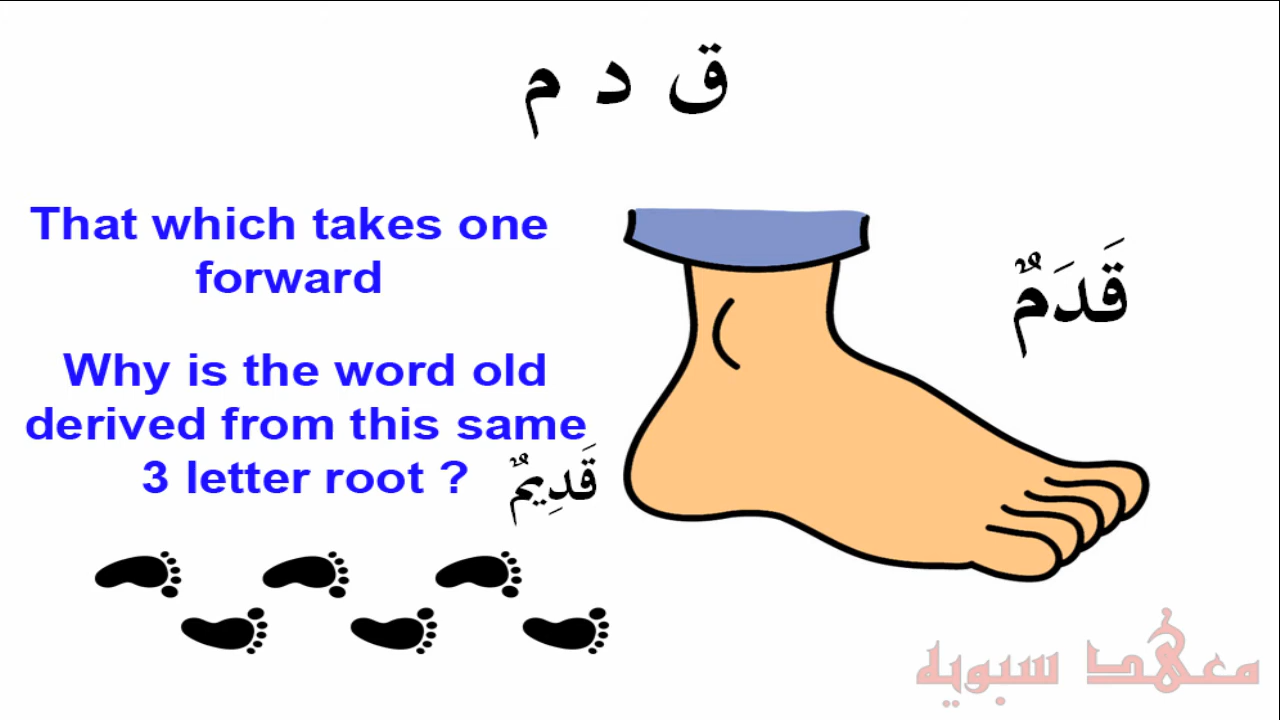 ق د م
That which takes one
forward
قَدَمٌ
Why is the word old
derived from this same
3 letter root ?
قَدِيمٌ
معهد سبويه